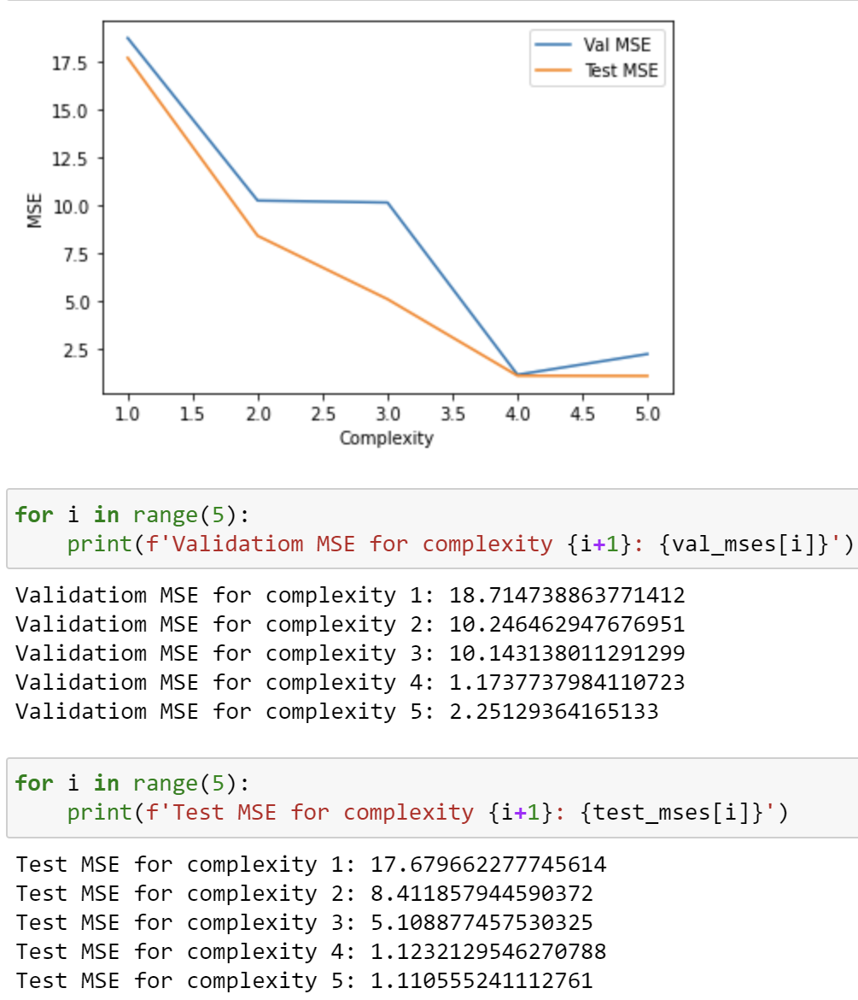 Val MSE
Test MSE
17.5
15.0
12.5
10.0
7.5
5.0
2.5
MSE
1.0 1.5 2.0 2.5 3.0 3.5 4.0 4.5 5.0
Complexity
for i in range(5):
    print(f'Validatiom MSE for complexity {i+1}: {val_mses[i]}')
Validatiom MSE for complexity 1: 18.714738863771412
Validatiom MSE for complexity 2: 10.246462947676951
Validatiom MSE for complexity 3: 10.143138011291299
Validatiom MSE for complexity 4: 1.1737737984110723
Validatiom MSE for complexity 5: 2.25129364165133
for i in range(5):
    print(f'Test MSE for complexity {i+1}: {test_mses[i]}')
Test MSE for complexity 1: 17.679662277745614
Test MSE for complexity 2: 8.411857944590372
Test MSE for complexity 3: 5.108877457530325
Test MSE for complexity 4: 1.1232129546270788
Test MSE for complexity 5: 1.110555241112761